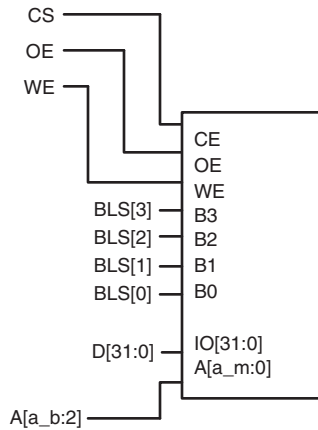 CS
OE
WE
CE
OE
WE
BLS[3] B3
BLS[2] B2
BLS[1] B1
BLS[0] B0
D[31:0] IO[31:0]
A[a_m:0]
A[a_b:2]